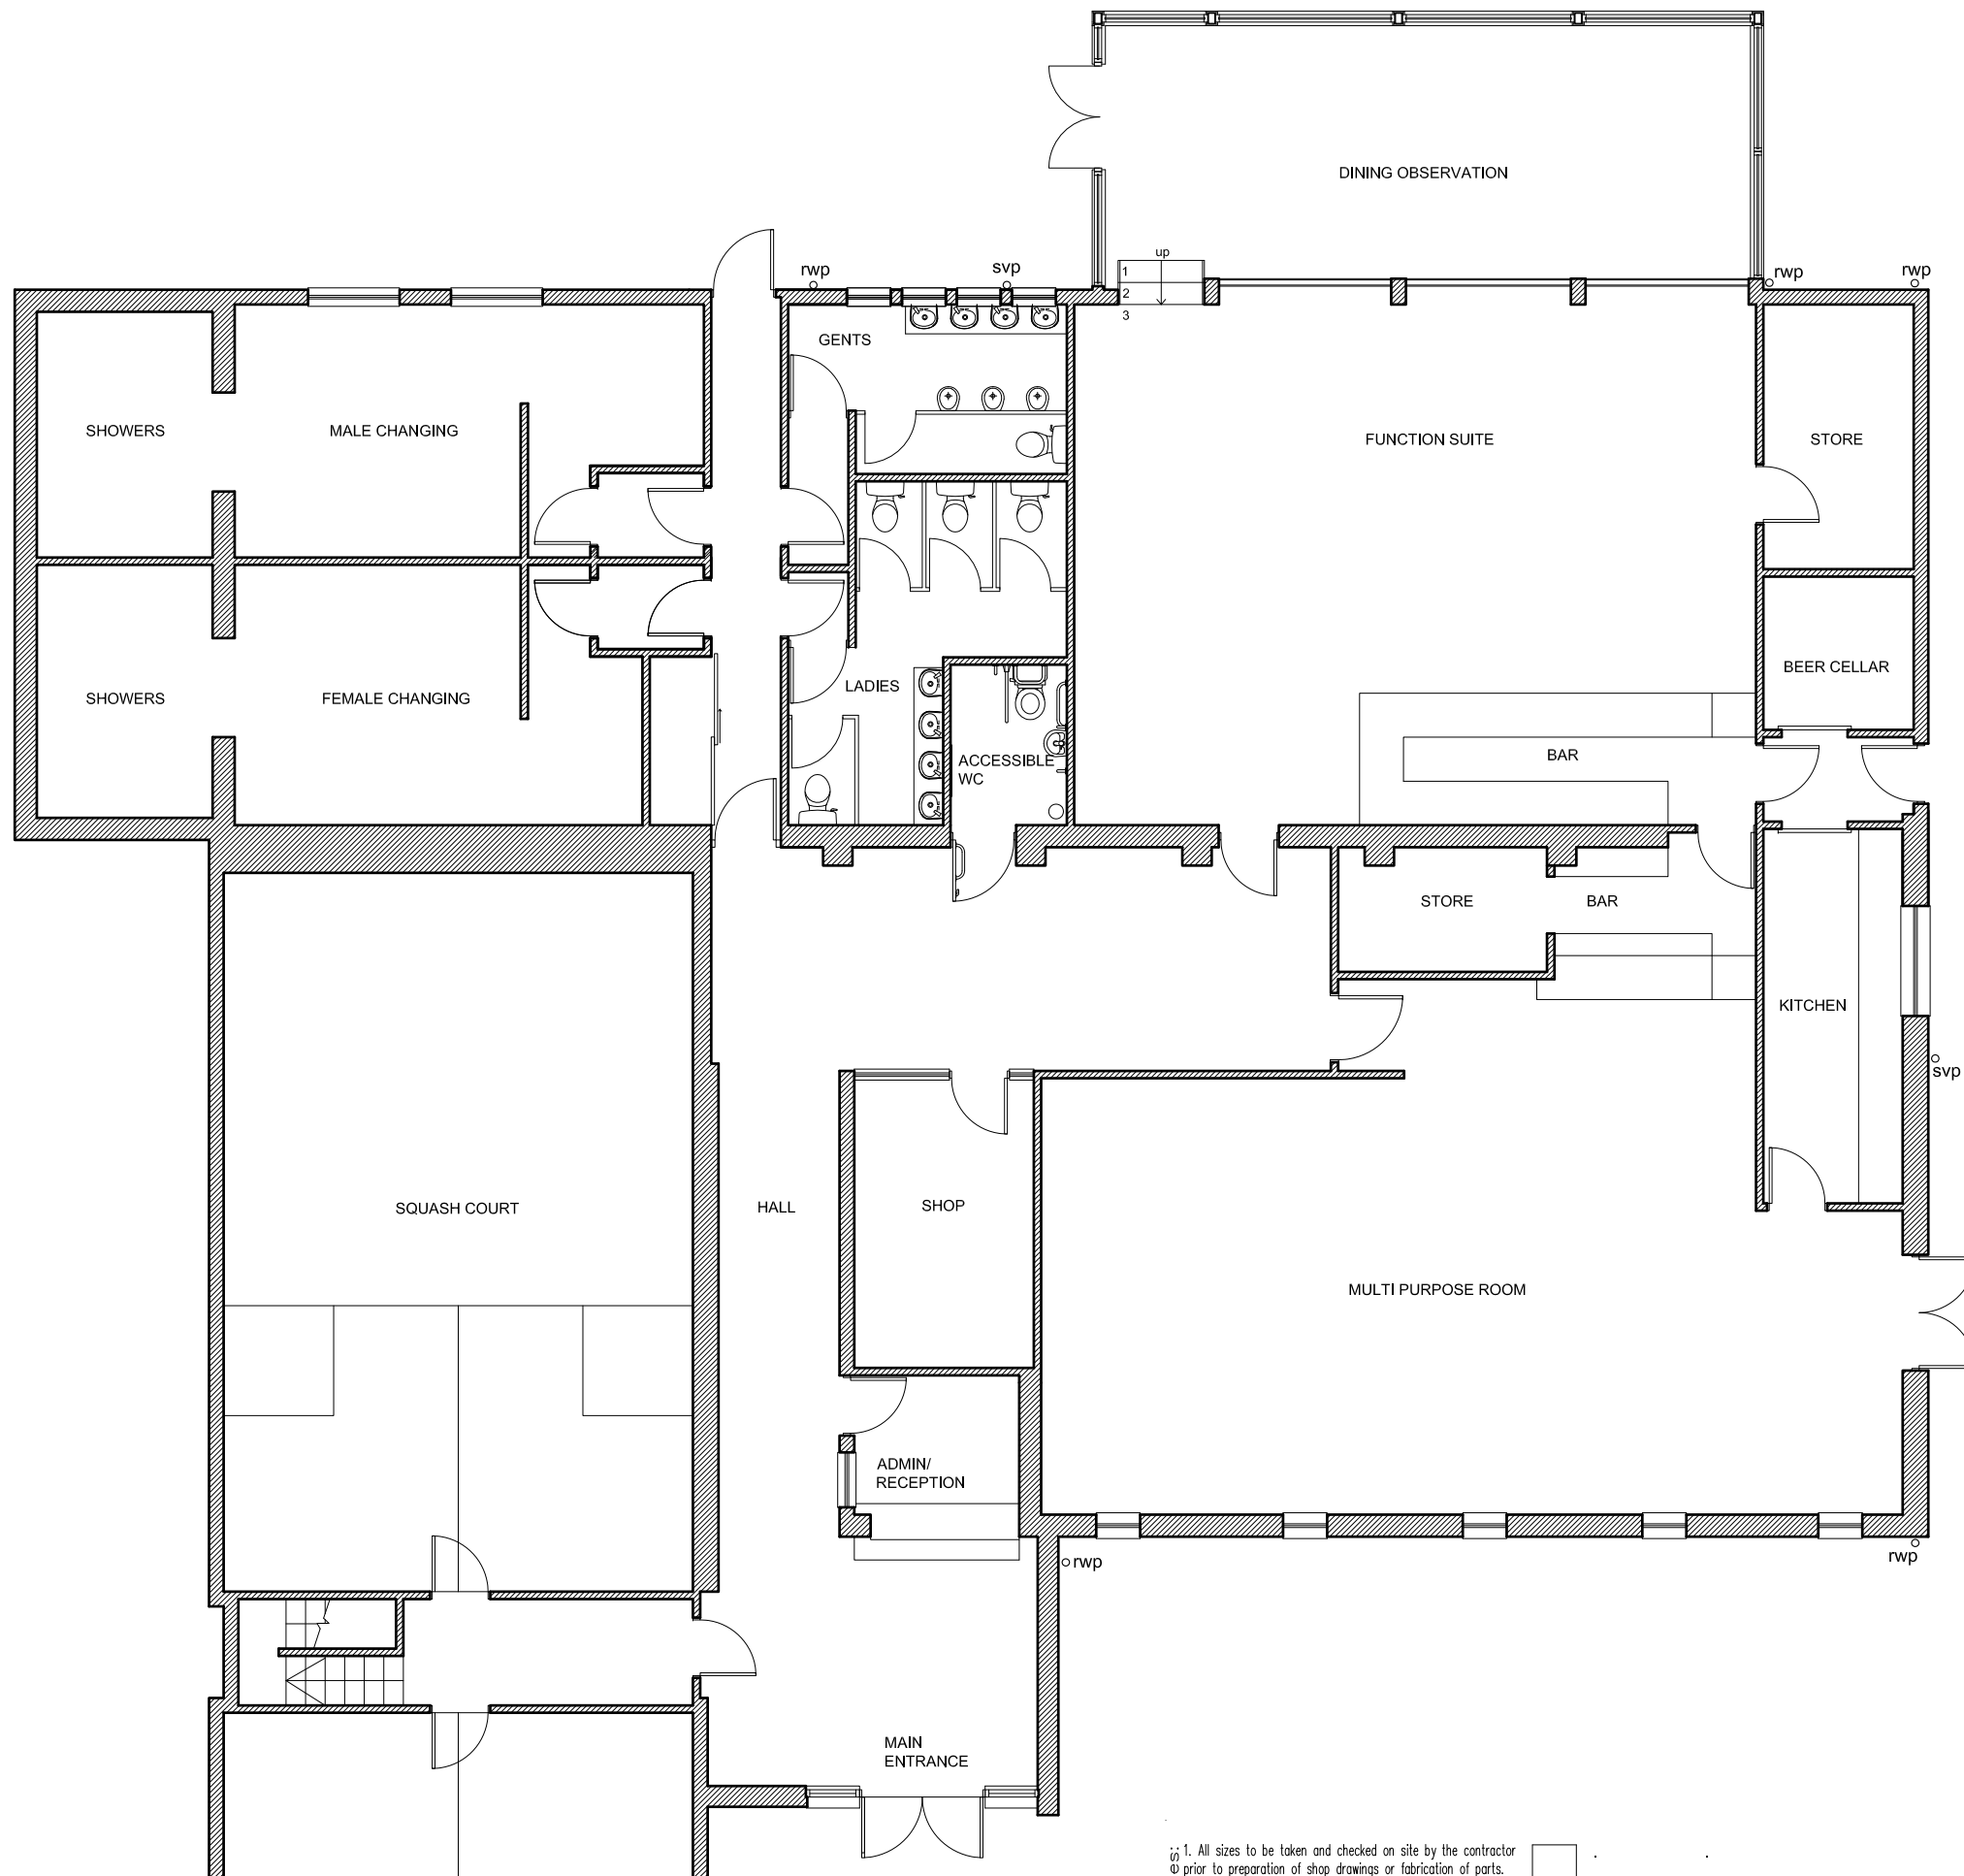 DINING OBSERVATION
up
1
2
3
rwp
svp
rwp
rwp
GENTS
SHOWERS
MALE CHANGING
FUNCTION SUITE
STORE
SHOWERS
FEMALE CHANGING
LADIES
BEER CELLAR
ACCESSIBLE
WC
BAR
STORE
BAR
KITCHEN
svp
SQUASH COURT
HALL
SHOP
MULTI PURPOSE ROOM
ADMIN/
RECEPTION
rwp
rwp
MAIN
ENTRANCE
1. All sizes to be taken and checked on site by the contractor
prior to preparation of shop drawings or fabrication of parts.